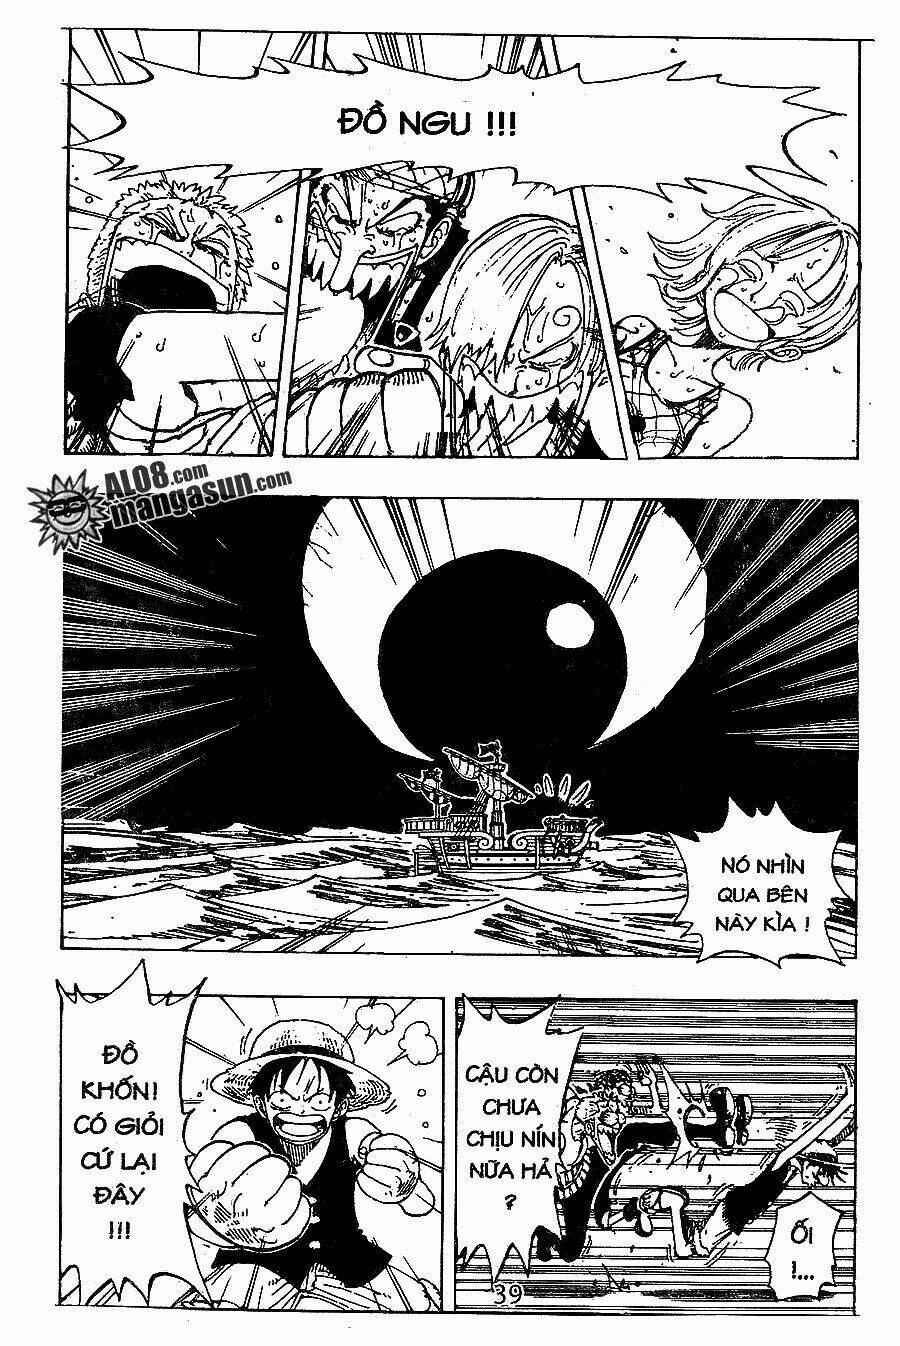 ĐỒ NGU !!!
AL08.com
mangasun.com
NÓ NHÌN
QUA BÊN
NÀY KÌA !
ĐỒ
KHỐN!
CÓ GIỎI
CỨ LẠI
ĐÂY
!!!
CẬU CÒN
CHƯA
CHỊU NÍN
NỮA HẢ
?
ỐI
!...
39